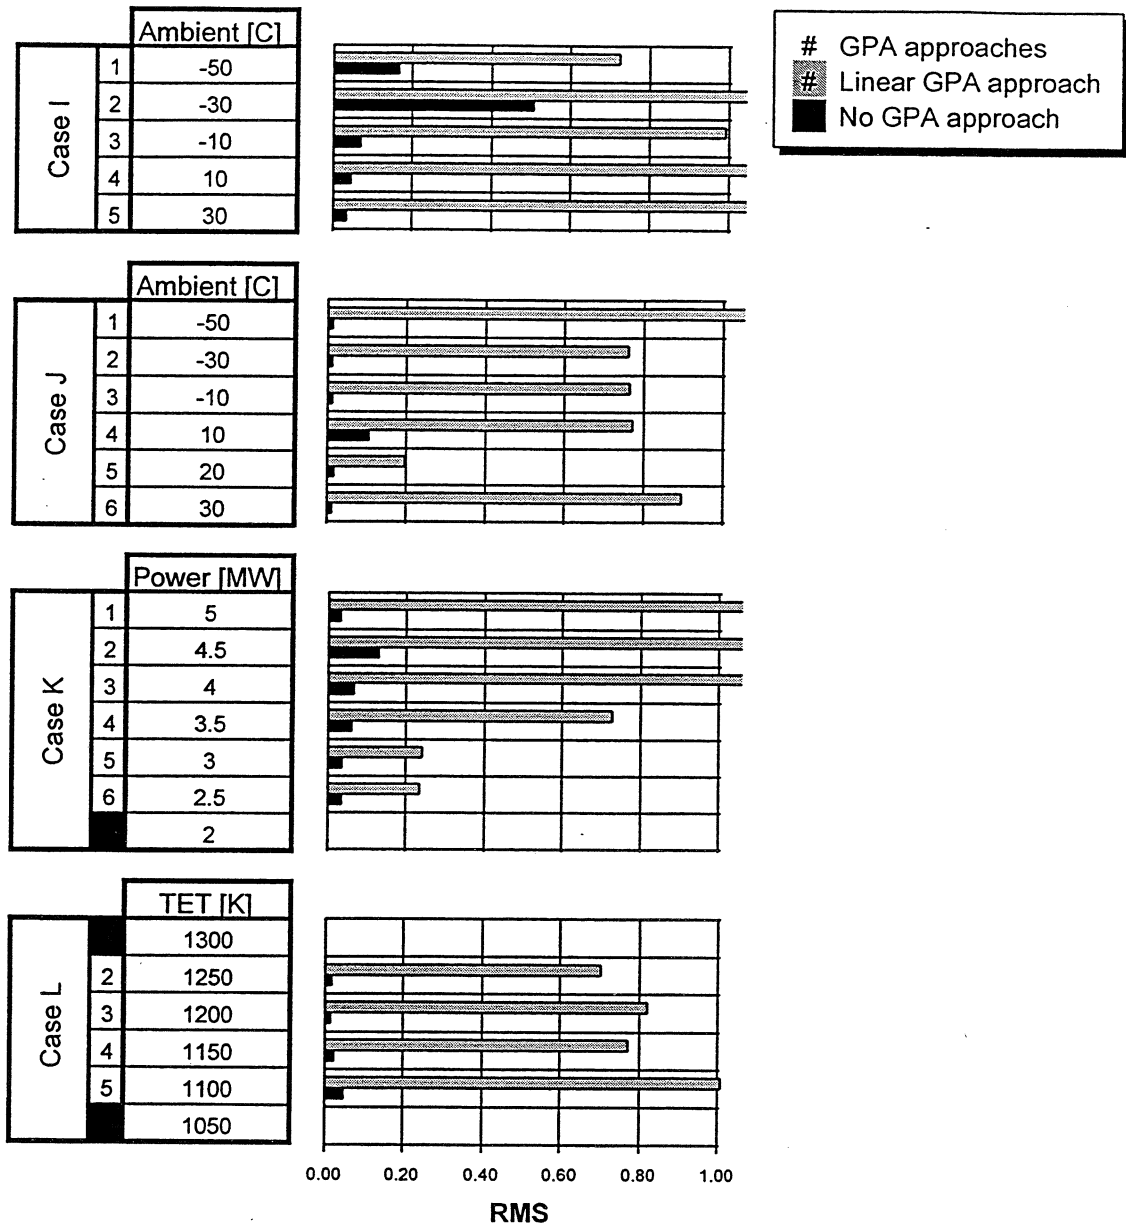 # GPA approaches
# Linear GPA approach
No GPA approach
Ambient [C]
Case I
1 -50
2 -30
3 -10
4 10
5 30
Ambient [C]
Case J
1 -50
2 -30
3 -10
4 10
5 20
6 30
Power [MW]
Case K
1 5
2 4.5
3 4
4 3.5
5 3
6 2.5
2
TET [K]
Case L
1300
2 1250
3 1200
4 1150
5 1100
1050
0.00 0.20 0.40 0.60 0.80 1.00
RMS